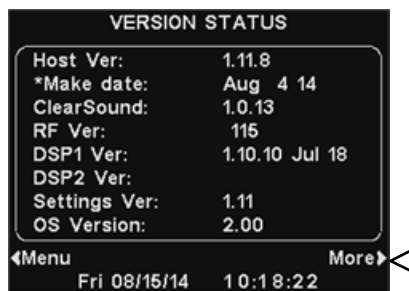 VERSION STATUS
Host Ver: 1.11.8
*Make date: Aug 4 14
ClearSound: 1.0.13
RF Ver: 115
DSP1 Ver: 1.10.10 Jul 18
DSP2 Ver:
Settings Ver: 1.11
OS Version: 2.00
Menu More
Fri 08/15/14 10:18:22